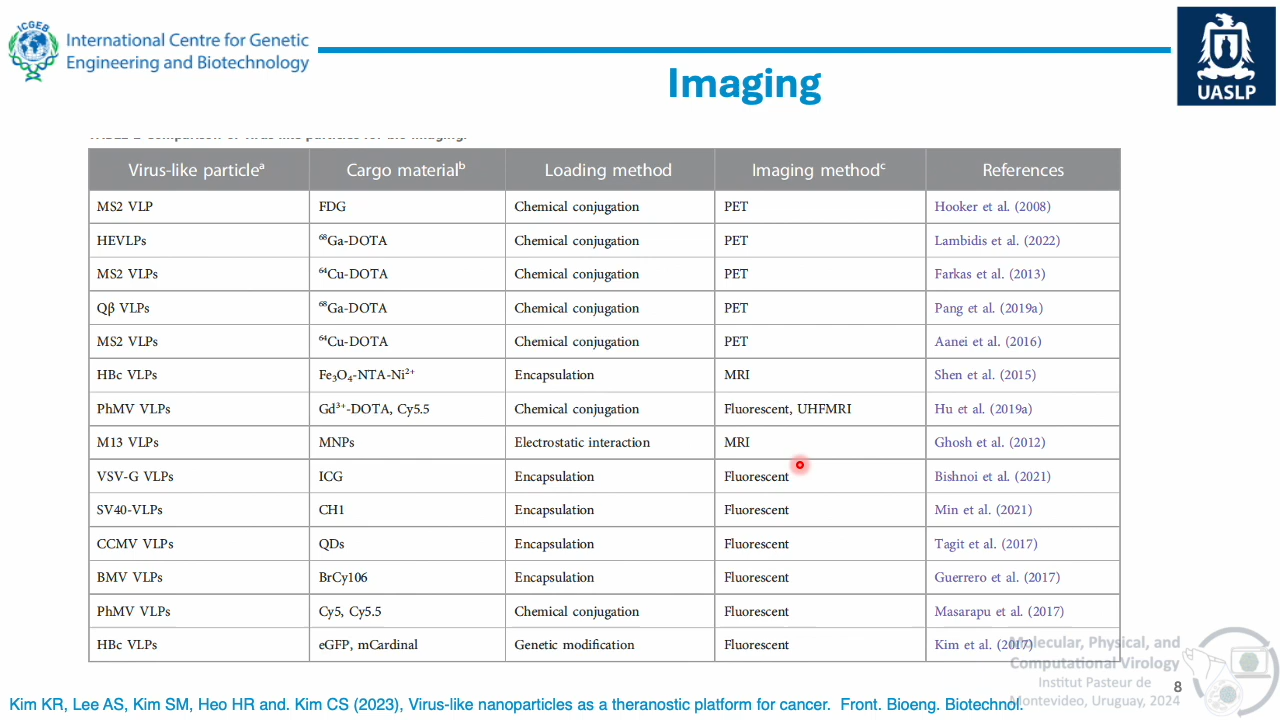 ICGEB
International Centre for Genetic
Engineering and Biotechnology
UASLP
Imaging
Virus-like particleᵃ Cargo materialᵇ Loading method Imaging methodᶜ References
MS2 VLP FDG Chemical conjugation PET Hooker et al. (2008)
HEVLPs ⁶⁸Ga-DOTA Chemical conjugation PET Lambidis et al. (2022)
MS2 VLPs ⁶⁴Cu-DOTA Chemical conjugation PET Farkas et al. (2013)
Qβ VLPs ⁶⁸Ga-DOTA Chemical conjugation PET Pang et al. (2019a)
MS2 VLPs ⁶⁴Cu-DOTA Chemical conjugation PET Aanei et al. (2016)
HBc VLPs Fe₃O₄-NTA-Ni²⁺ Encapsulation MRI Shen et al. (2015)
PhMV VLPs Gd³⁺-DOTA, Cy5.5 Chemical conjugation Fluorescent, UHFMRI Hu et al. (2019a)
M13 VLPs MNPs Electrostatic interaction MRI Ghosh et al. (2012)
VSV-G VLPs ICG Encapsulation Fluorescent Bishnoi et al. (2021)
SV40-VLPs CH1 Encapsulation Fluorescent Min et al. (2021)
CCMV VLPs QDs Encapsulation Fluorescent Tagit et al. (2017)
BMV VLPs BrCy106 Encapsulation Fluorescent Guerrero et al. (2017)
PhMV VLPs Cy5, Cy5.5 Chemical conjugation Fluorescent Masarapu et al. (2017)
HBc VLPs eGFP, mCardinal Genetic modification Fluorescent Kim et al. (2017)
Molecular, Physical, and
Computational Virology
Institut Pasteur de
Montevideo, Uruguay, 2024
8
Kim KR, Lee AS, Kim SM, Heo HR and. Kim CS (2023), Virus-like nanoparticles as a theranostic platform for cancer. Front. Bioeng. Biotechnol.